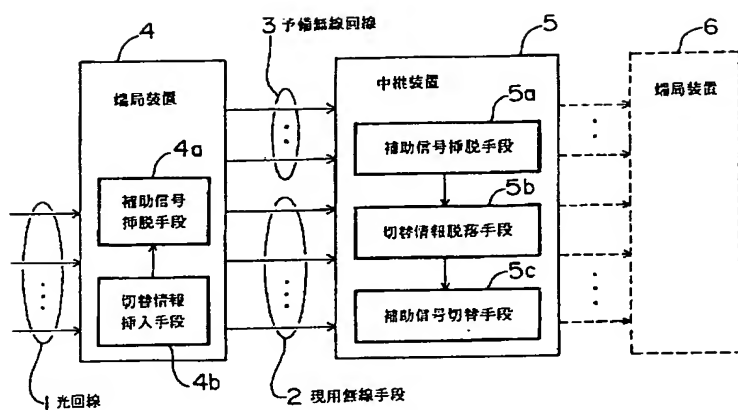 4
3 予備無線回線
5
6
端局装置
中継装置
端局装置
4a
補助信号
挿脱手段
5a
補助信号挿脱手段
5b
切替情報脱落手段
切替情報
挿入手段
4b
5c
補助信号切替手段
1 光回線
2 現用無線手段